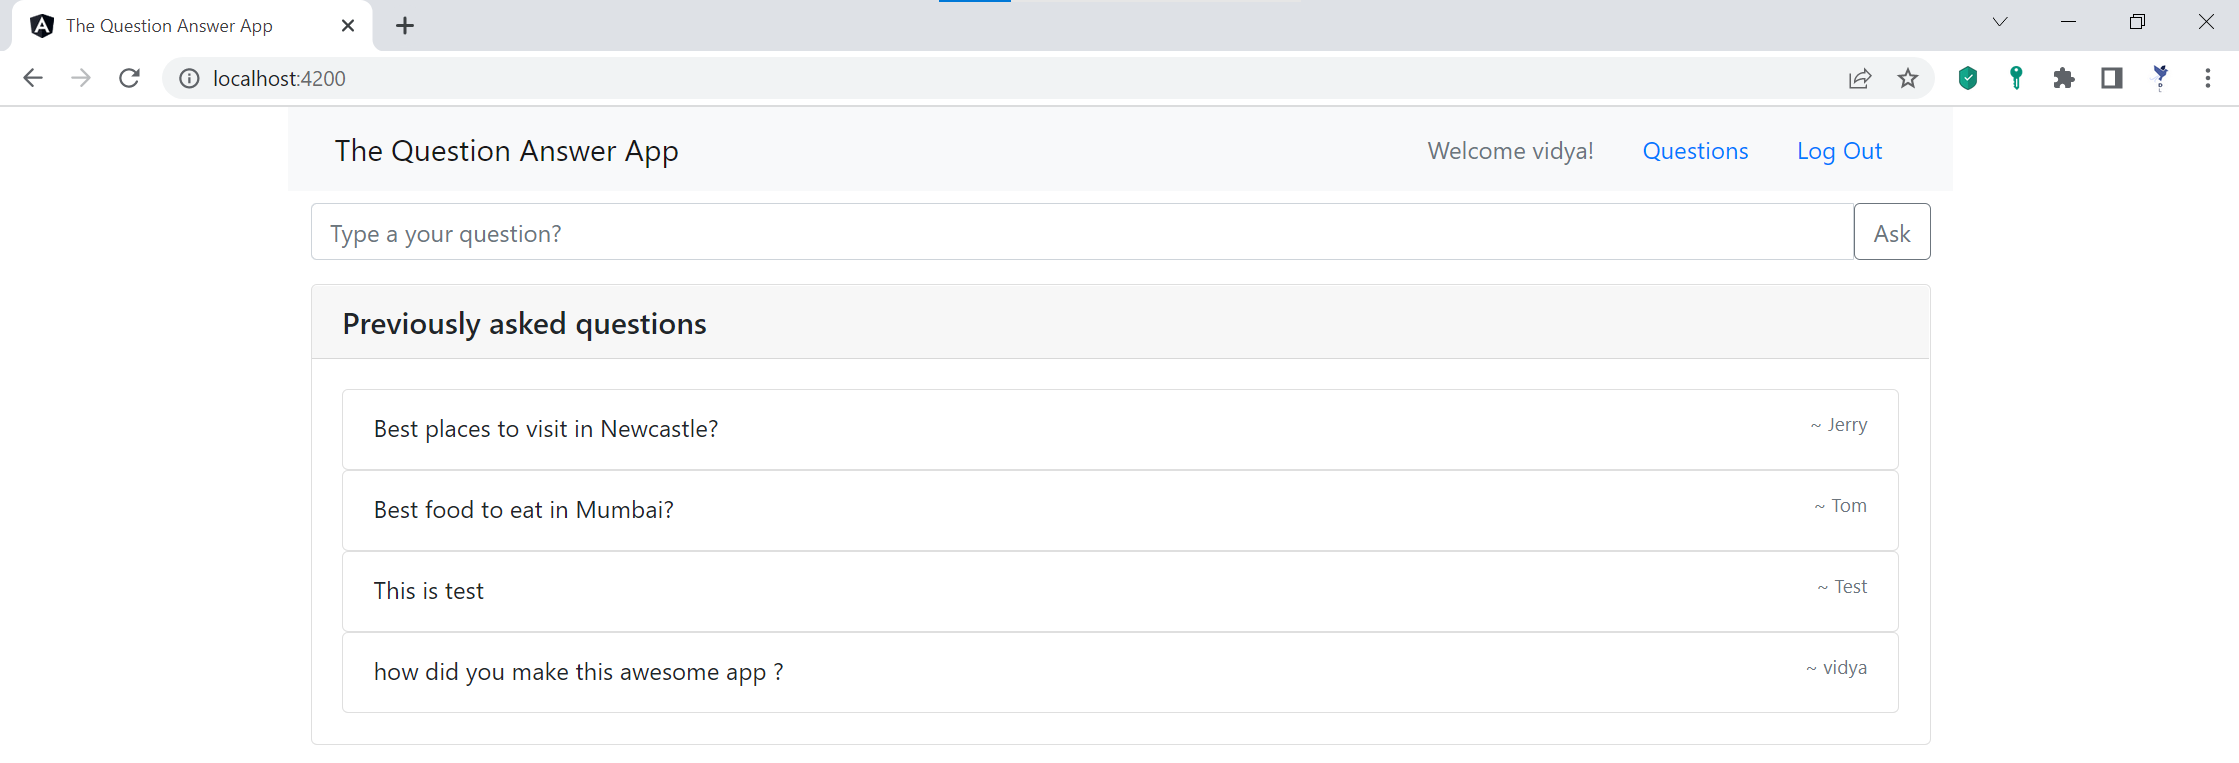 The Question Answer App
localhost:4200
The Question Answer App Welcome vidya! Questions Log Out
Type a your question? Ask
Previously asked questions
Best places to visit in Newcastle? ~ Jerry
Best food to eat in Mumbai? ~ Tom
This is test ~ Test
how did you make this awesome app ? ~ vidya